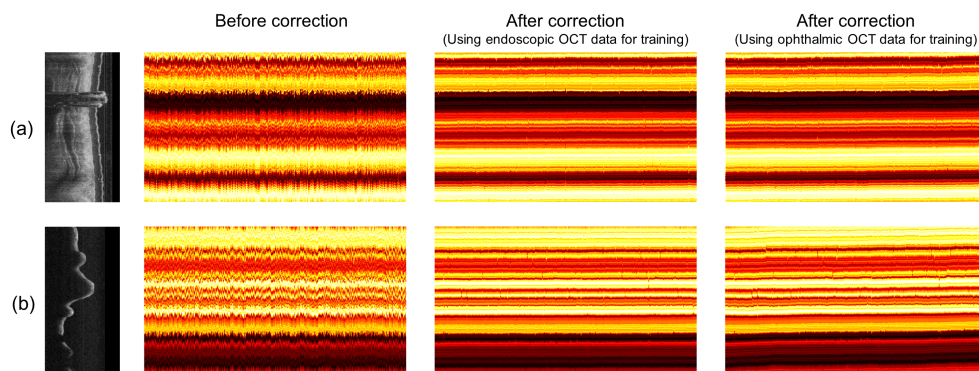 Before correction
After correction
(Using endoscopic OCT data for training)
After correction
(Using ophthalmic OCT data for training)
(a)
(b)